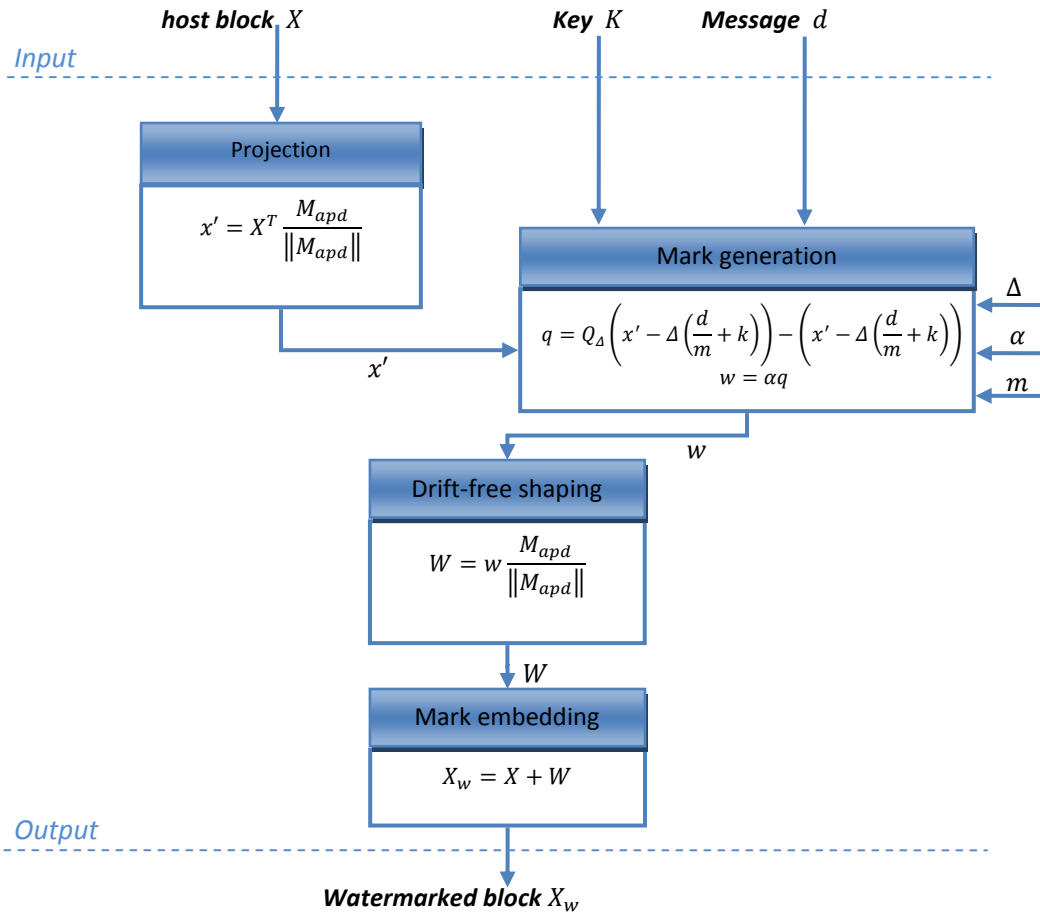 host block X
Key K
Message d
Input
Projection
x′ = Xᵀ M_apd / ‖M_apd‖
Mark generation
q = Q_Δ (x′ − Δ (d/m + k)) − (x′ − Δ (d/m + k))
w = αq
Δ
α
m
x′
w
Drift-free shaping
W = w M_apd / ‖M_apd‖
W
Mark embedding
X_w = X + W
Output
Watermarked block X_w